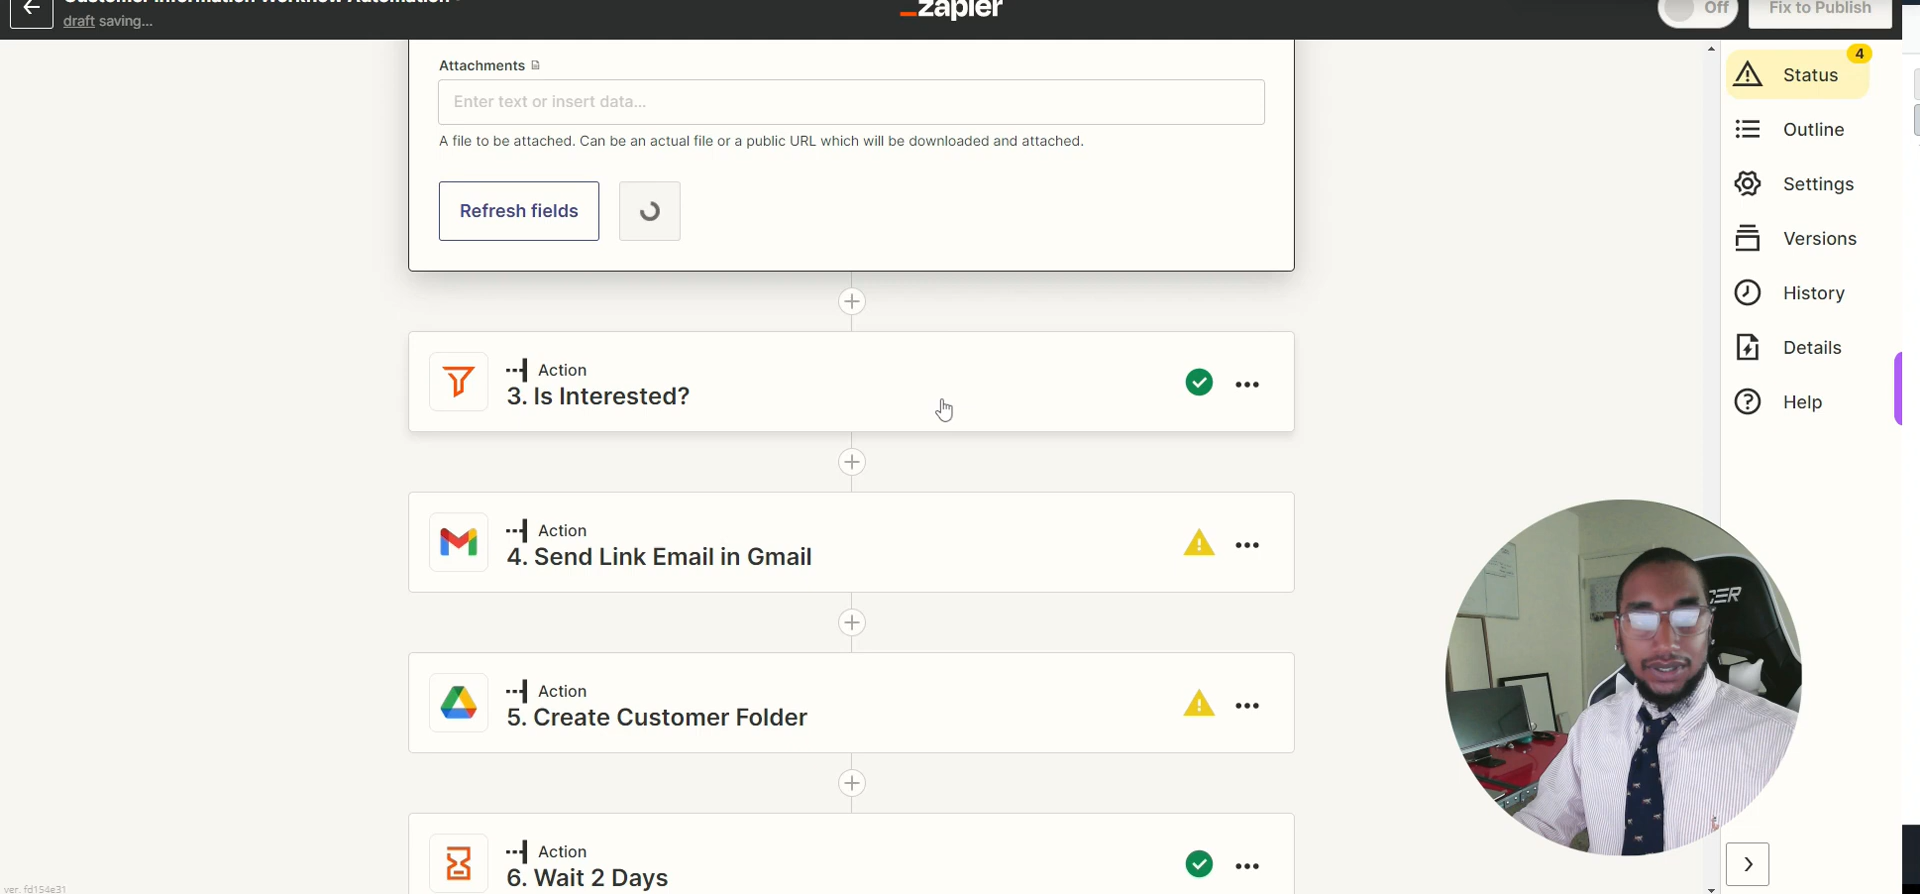 draft saving...
zapier
Off
Fix to Publish
Attachments
Enter text or insert data...
A file to be attached. Can be an actual file or a public URL which will be downloaded and attached.
Refresh fields
Action
3. Is Interested?
Action
4. Send Link Email in Gmail
Action
5. Create Customer Folder
Action
6. Wait 2 Days
4
Status
Outline
Settings
Versions
History
Details
Help
ver. fd154e31